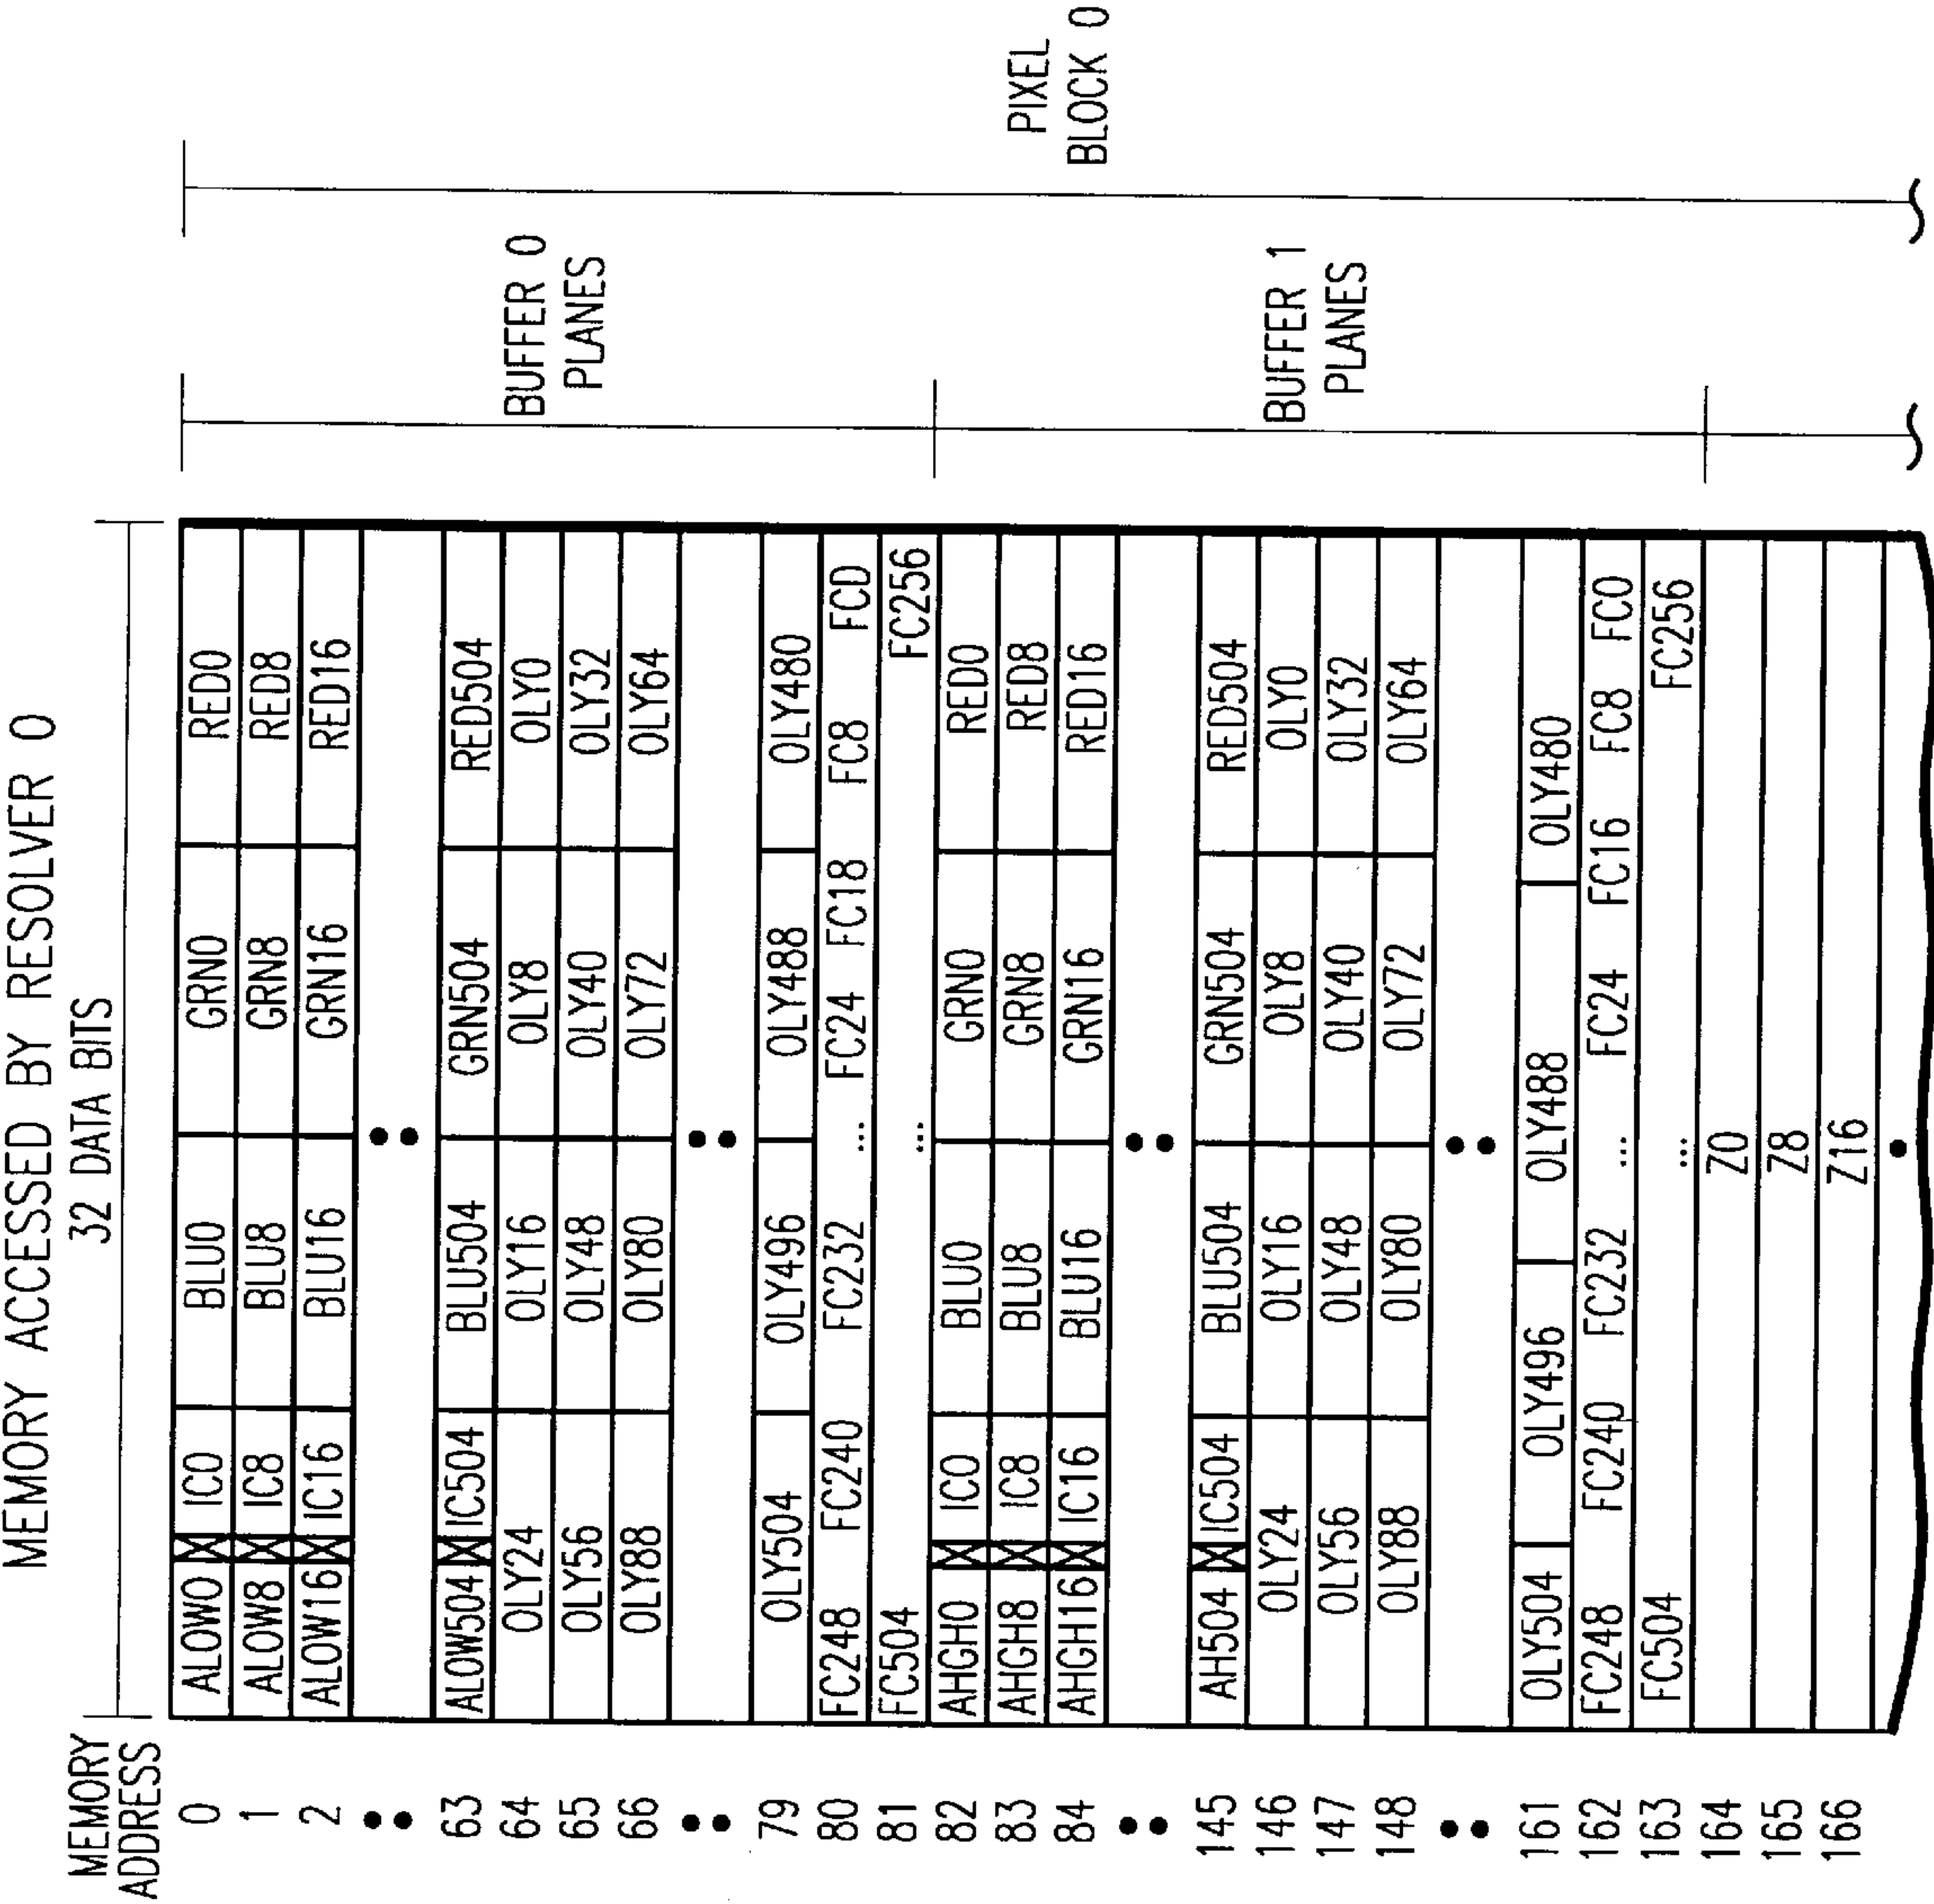 MEMORY ACCESSED BY RESOLVER 0
32 DATA BITS
MEMORY
ADDRESS
0 ALOW0 IC0 BLU0 GRN0 RED0
1 ALOW8 IC8 BLU8 GRN8 RED8
2 ALOW16 IC16 BLU16 GRN16 RED16
63 ALOW504 IC504 BLU504 GRN504 RED504
64 OLY24 OLY16 OLY8 OLY0
65 OLY56 OLY48 OLY40 OLY32
66 OLY88 OLY80 OLY72 OLY64
79 OLY504 OLY496 OLY488 OLY480
80 FC248 FC240 FC232 ... FC24 FC18 FC8 FCD
81 FC504 ... FC256
82 AHGH0 IC0 BLU0 GRN0 RED0
83 AHGH8 IC8 BLU8 GRN8 RED8
84 AHGH16 IC16 BLU16 GRN16 RED16
145 AH504 IC504 BLU504 GRN504 RED504
146 OLY24 OLY16 OLY8 OLY0
147 OLY56 OLY48 OLY40 OLY32
148 OLY88 OLY80 OLY72 OLY64
161 OLY504 OLY496 OLY488 OLY480
162 FC248 FC240 FC232 ... FC24 FC16 FC8 FC0
163 FC504 ... FC256
164 Z0
165 Z8
166 Z16
BUFFER 0
PLANES
BUFFER 1
PLANES
PIXEL
BLOCK 0